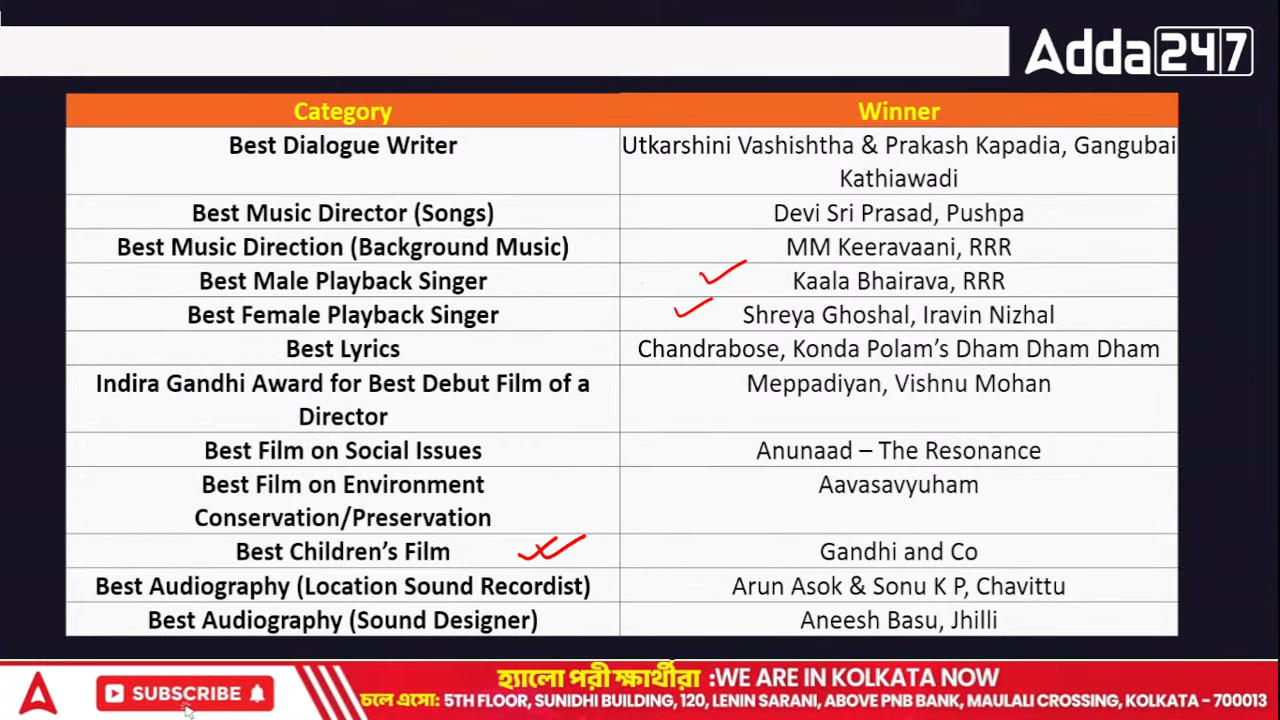 Adda247
Category Winner
Best Dialogue Writer Utkarshini Vashishtha & Prakash Kapadia, Gangubai
Kathiawadi
Best Music Director (Songs) Devi Sri Prasad, Pushpa
Best Music Direction (Background Music) MM Keeravaani, RRR
Best Male Playback Singer Kaala Bhairava, RRR
Best Female Playback Singer Shreya Ghoshal, Iravin Nizhal
Best Lyrics Chandrabose, Konda Polam’s Dham Dham Dham
Indira Gandhi Award for Best Debut Film of a Meppadiyan, Vishnu Mohan
Director
Best Film on Social Issues Anunaad – The Resonance
Best Film on Environment Aavasavyuham
Conservation/Preservation
Best Children’s Film Gandhi and Co
Best Audiography (Location Sound Recordist) Arun Asok & Sonu K P, Chavittu
Best Audiography (Sound Designer) Aneesh Basu, Jhilli
SUBSCRIBE
হ্যালো পরীক্ষার্থীরা :WE ARE IN KOLKATA NOW
চলে এসো: 5TH FLOOR, SUNIDHI BUILDING, 120, LENIN SARANI, ABOVE PNB BANK, MAULALI CROSSING, KOLKATA - 700013